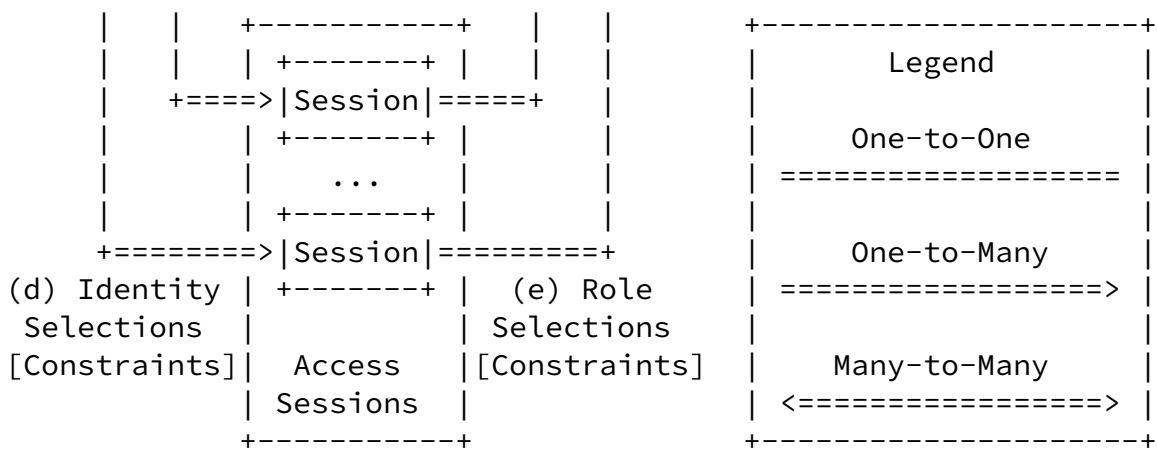 |   |   +-----------+   |   |       +---------------------+
      |   |   | +-------+ |   |   |       |       Legend        |
      |   +====>|Session|=====+   |       |                     |
      |       | +-------+ |       |       |     One-to-One      |
      |       |    ...    |       |       | =================== |
      |       | +-------+ |       |       |                     |
      +========>|Session|=========+       |     One-to-Many     |
(d) Identity  | +-------+ |  (e) Role     | ==================> |
 Selections   |           | Selections    |                     |
[Constraints]|  Access   |[Constraints]  |    Many-to-Many     |
              | Sessions  |               | <=================> |
              +-----------+               +---------------------+